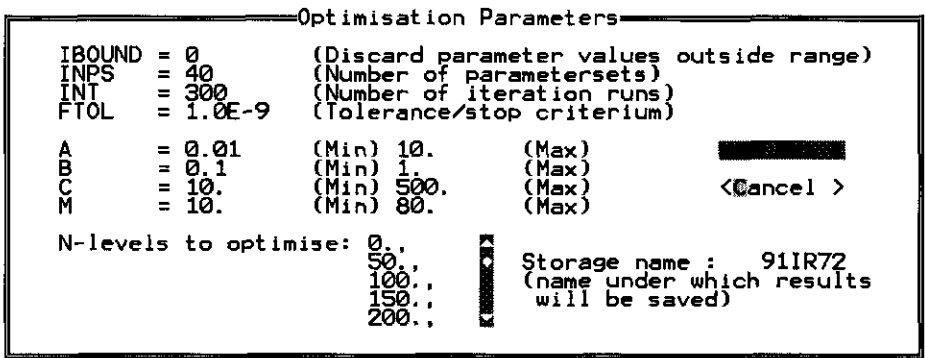 Optimisation Parameters
IBOUND = 0 (Discard parameter values outside range)
INPS = 40 (Number of parametersets)
INT = 300 (Number of iteration runs)
FTOL = 1.0E-9 (Tolerance/stop criterium)
A = 0.01 (Min) 10. (Max)
B = 0.1 (Min) 1. (Max)
C = 10. (Min) 500. (Max) <Cancel >
M = 10. (Min) 80. (Max)
N-levels to optimise: 0.,
50., Storage name : 91IR72
100., (name under which results
150., will be saved)
200.,